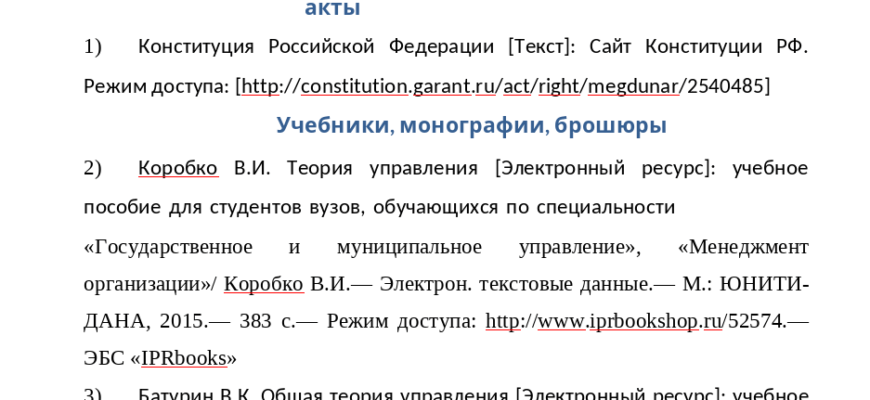 акты
1) Конституция Российской Федерации [Текст]: Сайт Конституции РФ.
Режим доступа: [http://constitution.garant.ru/act/right/megdunar/2540485]
Учебники, монографии, брошюры
2) Коробко В.И. Теория управления [Электронный ресурс]: учебное
пособие для студентов вузов, обучающихся по специальности
«Государственное и муниципальное управление», «Менеджмент
организации»/ Коробко В.И.— Электрон. текстовые данные.— М.: ЮНИТИ-
ДАНА, 2015.— 383 c.— Режим доступа: http://www.iprbookshop.ru/52574.—
ЭБС «IPRbooks»
3) Батурин В.К. Общая теория управления [Электронный ресурс]: учебное